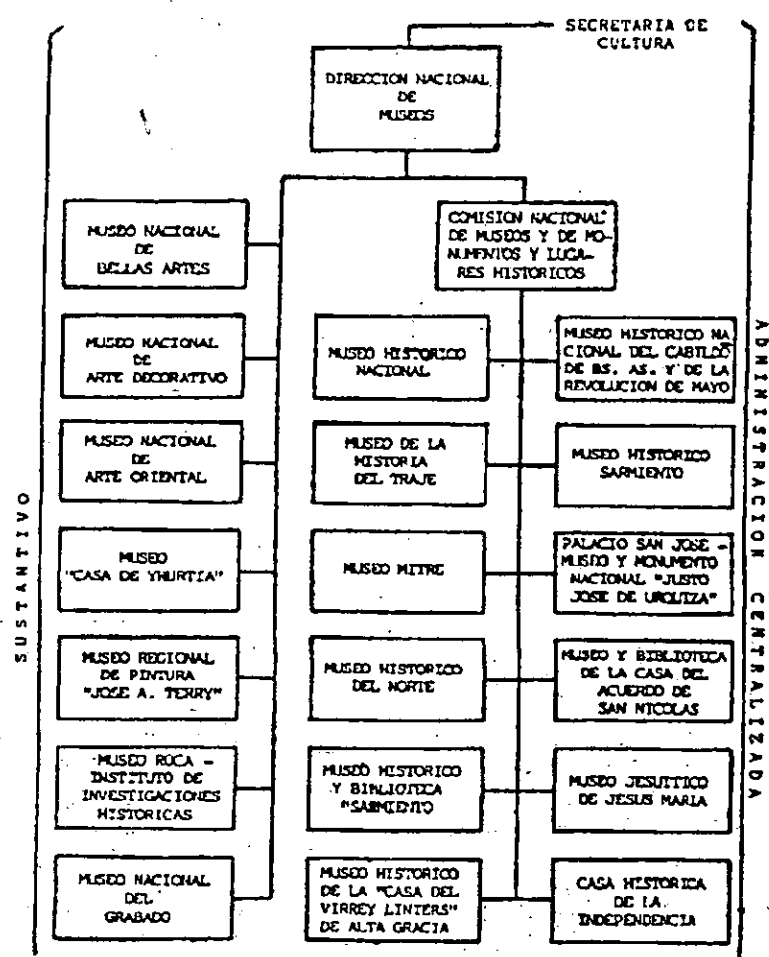 SECRETARIA DE
CULTURA
DIRECCION NACIONAL
DE
MUSEOS
COMISION NACIONAL
DE MUSEOS Y DE MO-
NUMENTOS Y LUGA-
RES HISTORICOS
MUSEO NACIONAL
DE
BELLAS ARTES
MUSEO NACIONAL
DE
ARTE DECORATIVO
MUSEO NACIONAL
DE
ARTE ORIENTAL
MUSEO
"CASA DE YRURTIA"
MUSEO REGIONAL
DE PINTURA
"JOSE A. TERRY"
MUSEO ROCA -
INSTITUTO DE
INVESTIGACIONES
HISTORICAS
MUSEO NACIONAL
DEL
GRABADO
MUSEO HISTORICO
NACIONAL
MUSEO HISTORICO NA
CIONAL DEL CABILDO
DE BS. AS. Y DE LA
REVOLUCION DE MAYO
MUSEO DE LA
HISTORIA
DEL TRAJE
MUSEO HISTORICO
SARMIENTO
MUSEO MITRE
PALACIO SAN JOSE -
MUSEO Y MONUMENTO
NACIONAL "JUSTO
JOSE DE URQUIZA"
MUSEO HISTORICO
DEL NORTE
MUSEO Y BIBLIOTECA
DE LA CASA DEL
ACUERDO DE
SAN NICOLAS
MUSEO HISTORICO
Y BIBLIOTECA
"SARMIENTO
MUSEO JESUITICO
DE JESUS MARIA
MUSEO HISTORICO
DE LA "CASA DEL
VIRREY LINIERS"
DE ALTA GRACIA
CASA HISTORICA
DE LA
INDEPENDENCIA
SUSTANTIVO
ADMINISTRACION CENTRALIZADA